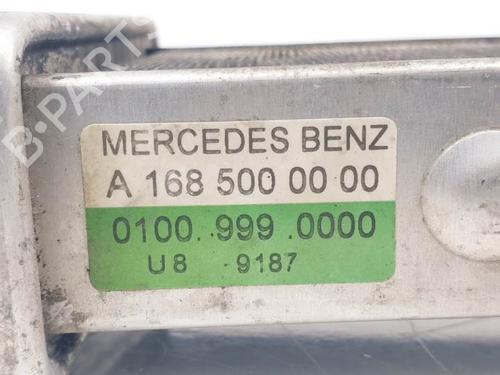 MERCEDES BENZ
A 168 500 00 00
0100 999 0000
U8 9187
B-PARTS